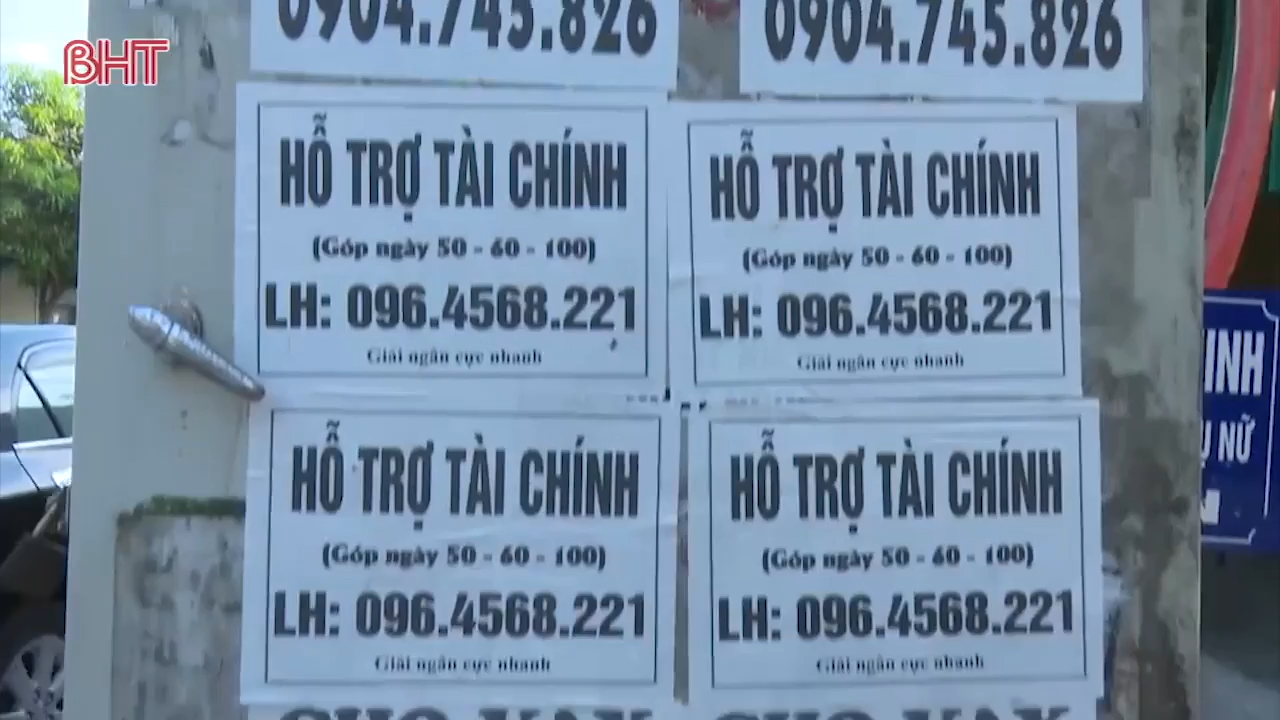 BHT
0904.745.826
0904.745.826
HỖ TRỢ TÀI CHÍNH
(Góp ngày 50 - 60 - 100)
LH: 096.4568.221
Giải ngân cực nhanh
HỖ TRỢ TÀI CHÍNH
(Góp ngày 50 - 60 - 100)
LH: 096.4568.221
Giải ngân cực nhanh
HỖ TRỢ TÀI CHÍNH
(Góp ngày 50 - 60 - 100)
LH: 096.4568.221
Giải ngân cực nhanh
HỖ TRỢ TÀI CHÍNH
(Góp ngày 50 - 60 - 100)
LH: 096.4568.221
Giải ngân cực nhanh
INH
Ụ NỮ